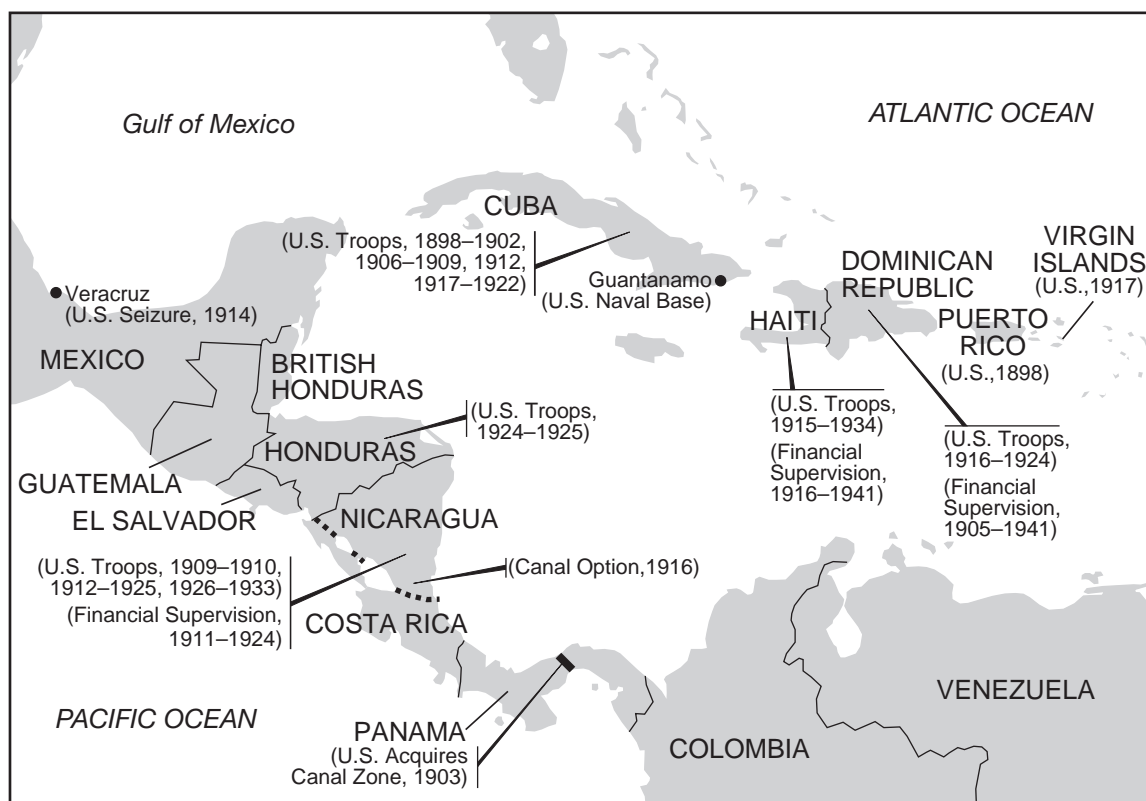 Gulf of Mexico
ATLANTIC OCEAN
CUBA
(U.S. Troops, 1898–1902,
1906–1909, 1912,
1917–1922)
Guantanamo
(U.S. Naval Base)
VIRGIN
ISLANDS
(U.S.,1917)
DOMINICAN
REPUBLIC
PUERTO
RICO
(U.S.,1898)
HAITI
Veracruz
(U.S. Seizure, 1914)
MEXICO
BRITISH
HONDURAS
(U.S. Troops,
1924–1925)
HONDURAS
(U.S. Troops,
1915–1934)
(Financial
Supervision,
1916–1941)
(U.S. Troops,
1916–1924)
(Financial
Supervision,
1905–1941)
GUATEMALA
EL SALVADOR
NICARAGUA
(U.S. Troops, 1909–1910,
1912–1925, 1926–1933)
(Financial Supervision,
1911–1924)
(Canal Option,1916)
COSTA RICA
PACIFIC OCEAN
PANAMA
(U.S. Acquires
Canal Zone, 1903)
COLOMBIA
VENEZUELA